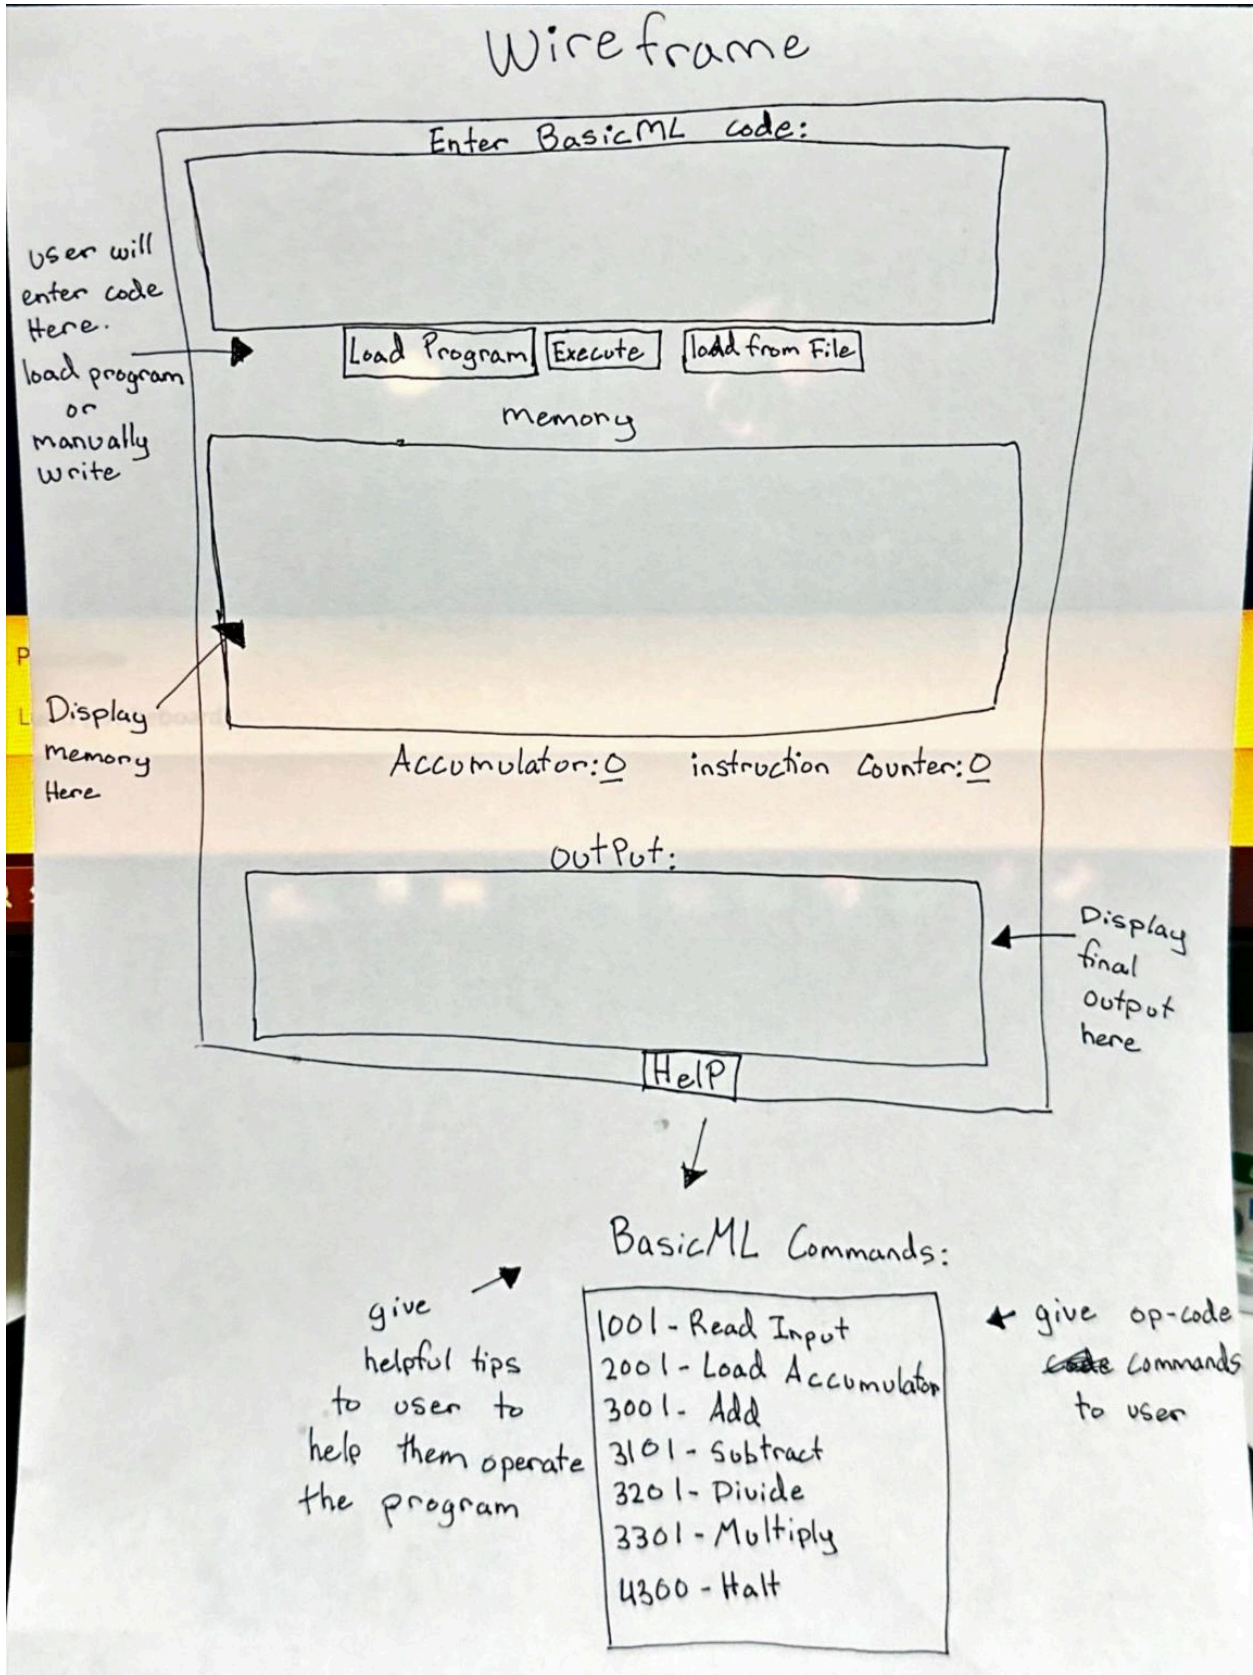 Wireframe
Enter BasicML code:
User will
enter code
Here.
load program
or
manually
write
Load Program
Execute
load from File
memory
Display
memory
Here
Accumulator: 0
instruction Counter: 0
OutPut:
Display
final
output
here
HelP
BasicML Commands:
give
helpful tips
to user to
help them operate
the program
1001 - Read Input
2001 - Load Accumulator
3001 - Add
3101 - Subtract
3201 - Divide
3301 - Multiply
4300 - Halt
give op-code
commands
to user